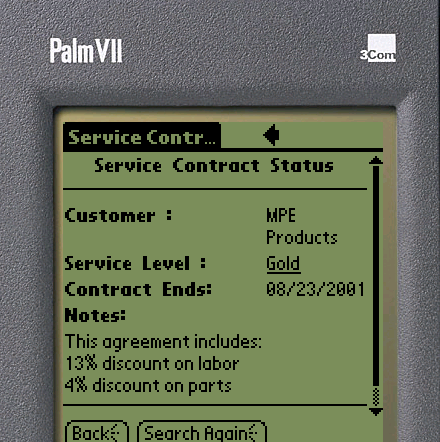 PalmVII
3Com
Service Contr...
Service Contract Status
Customer : MPE
Products
Service Level : Gold
Contract Ends: 08/23/2001
Notes:
This agreement includes:
13% discount on labor
4% discount on parts
Back
Search Again